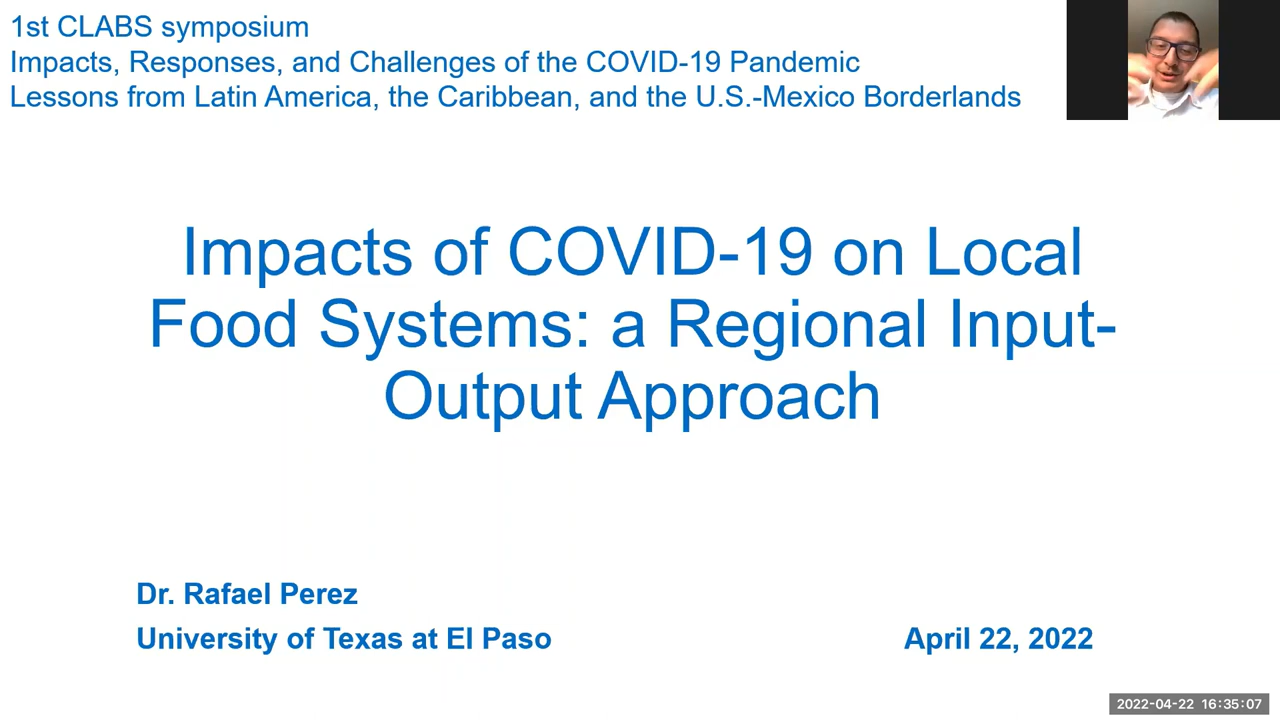 1st CLABS symposium
Impacts, Responses, and Challenges of the COVID-19 Pandemic
Lessons from Latin America, the Caribbean, and the U.S.-Mexico Borderlands
Impacts of COVID-19 on Local
Food Systems: a Regional Input-
Output Approach
Dr. Rafael Perez
University of Texas at El Paso
April 22, 2022
2022-04-22 16:35:07